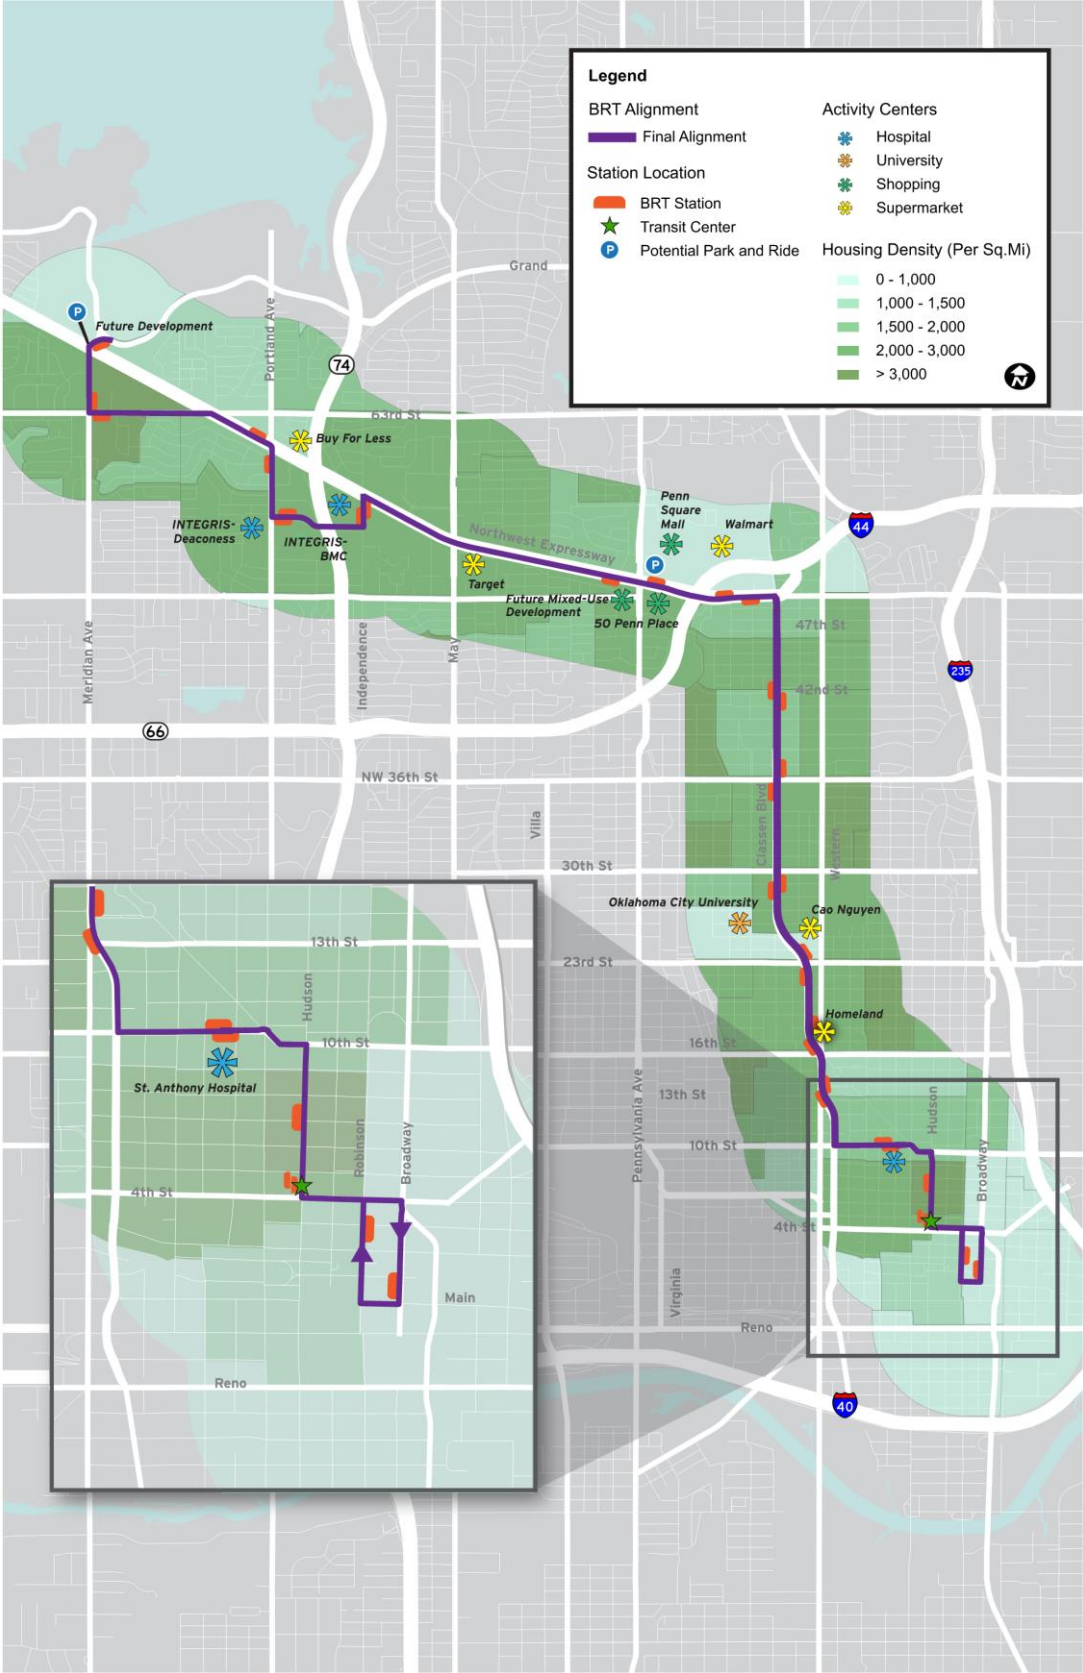 Legend
BRT Alignment
Final Alignment
Station Location
BRT Station
Transit Center
P
Potential Park and Ride
Activity Centers
Hospital
University
Shopping
Supermarket
Housing Density (Per Sq.Mi)
0 - 1,000
1,000 - 1,500
1,500 - 2,000
2,000 - 3,000
> 3,000
N
Grand
P
Future Development
Portland Ave
74
63rd St
Buy For Less
INTEGRIS-
Deaconess
INTEGRIS-
BMC
Northwest Expressway
Target
Penn
Square
Mall
Walmart
P
44
Future Mixed-Use
Development
50 Penn Place
47th St
Meridian Ave
Independence
May
42nd St
235
66
NW 36th St
Villa
Classen Blvd
Western
30th St
Oklahoma City University
Cao Nguyen
23rd St
Homeland
16th St
Pennsylvania Ave
13th St
Hudson
10th St
Broadway
4th St
Virginia
Reno
40
13th St
Hudson
10th St
St. Anthony Hospital
Robinson
Broadway
4th St
Main
Reno